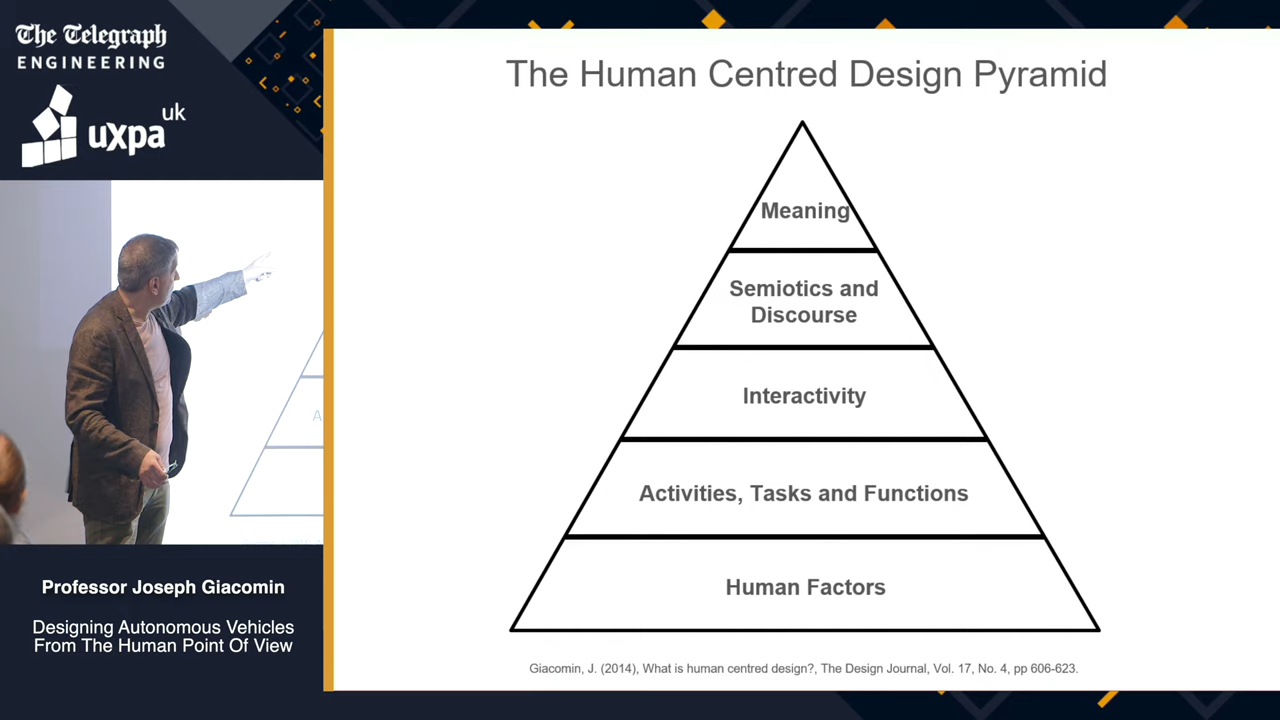 The Telegraph
ENGINEERING
uxpa uk
The Human Centred Design Pyramid
Meaning
Semiotics and
Discourse
Interactivity
Activities, Tasks and Functions
Human Factors
Giacomin, J. (2014), What is human centred design?, The Design Journal, Vol. 17, No. 4, pp 606-623.
A
Professor Joseph Giacomin
Designing Autonomous Vehicles
From The Human Point Of View